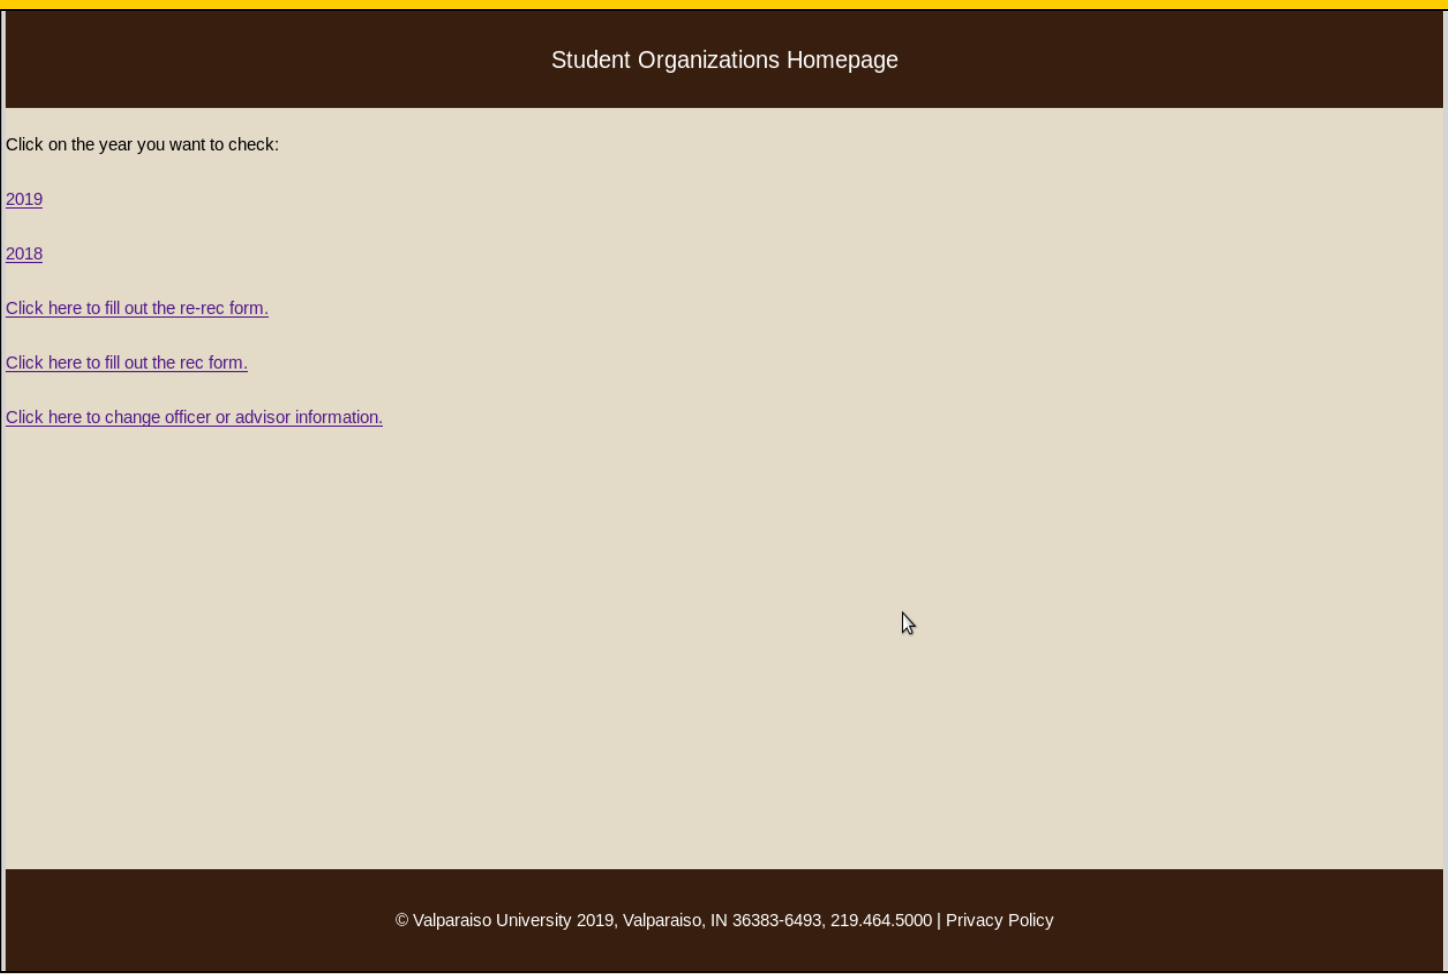 Student Organizations Homepage
Click on the year you want to check:
2019
2018
Click here to fill out the re-rec form.
Click here to fill out the rec form.
Click here to change officer or advisor information.
© Valparaiso University 2019, Valparaiso, IN 36383-6493, 219.464.5000 | Privacy Policy